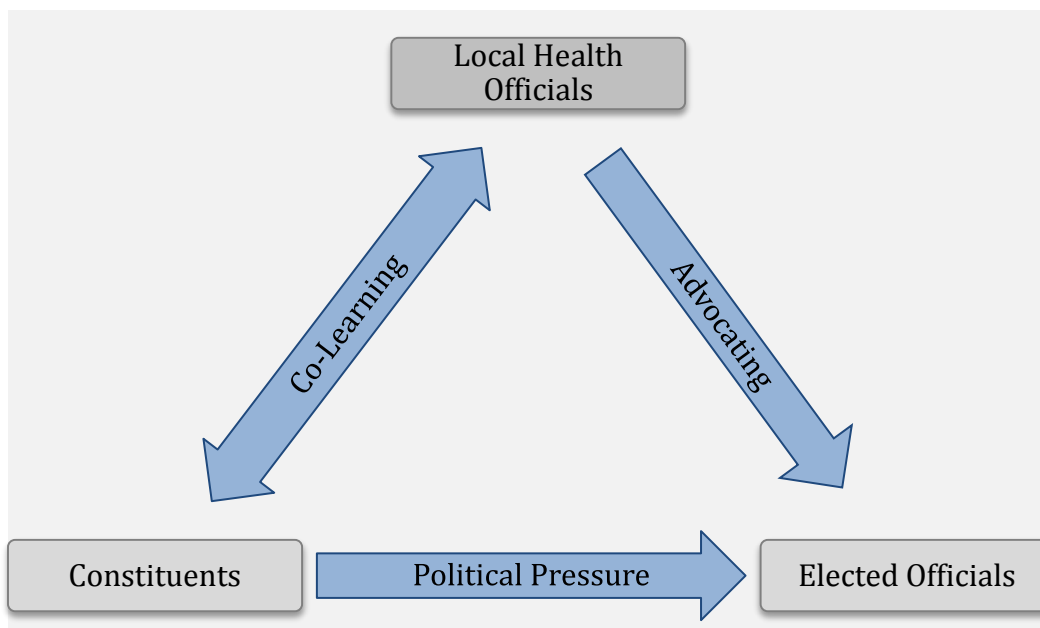 Local Health
Officials
Co-Learning
Advocating
Constituents
Political Pressure
Elected Officials